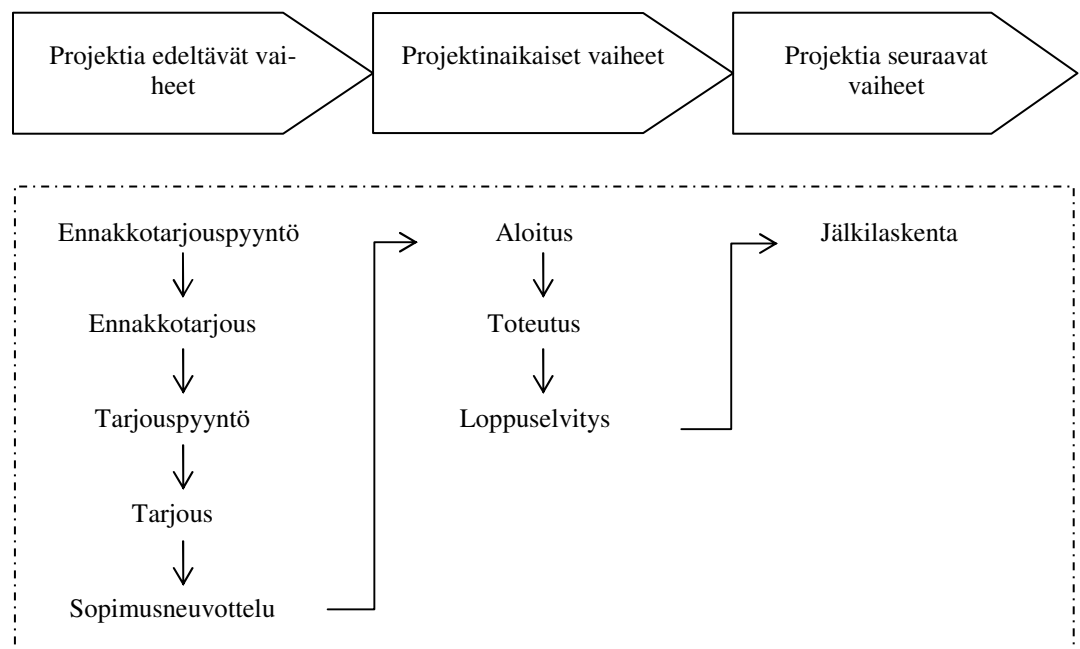 Projektia edeltävät vai-
heet
Projektinaikaiset vaiheet
Projektia seuraavat
vaiheet
Ennakkotarjouspyyntö
Ennakkotarjous
Tarjouspyyntö
Tarjous
Sopimusneuvottelu
Aloitus
Toteutus
Loppuselvitys
Jälkilaskenta